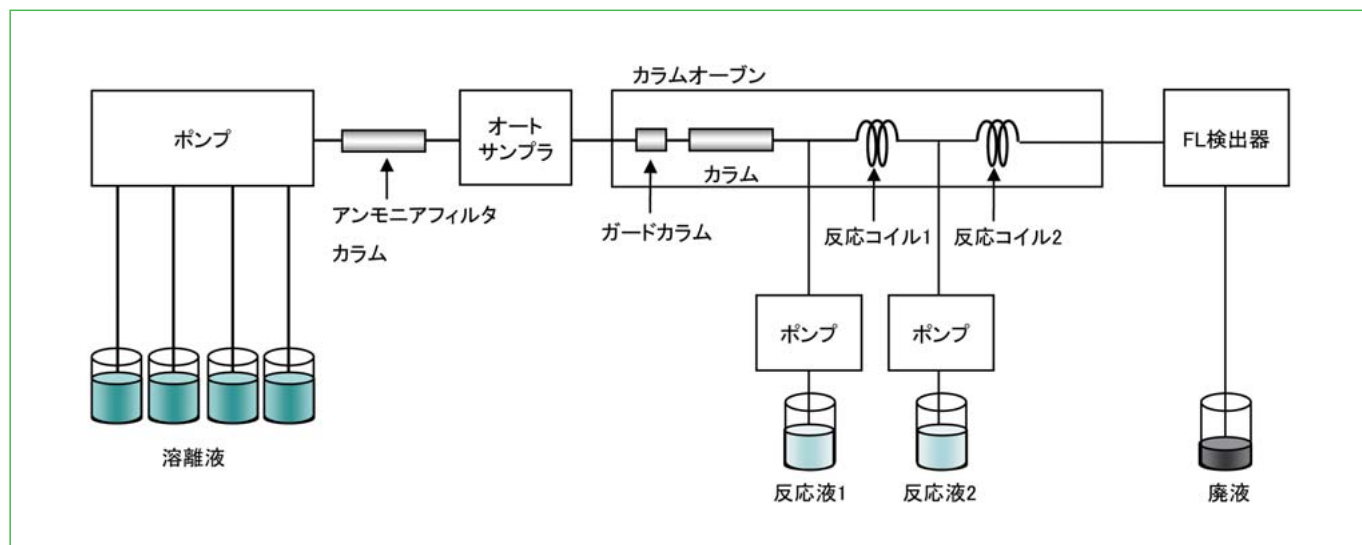 カラムオーブン
ポンプ
オート
サンプラ
FL検出器
カラム
アンモニアフィルタ
カラム
ガードカラム
反応コイル1
反応コイル2
ポンプ
ポンプ
溶離液
反応液1
反応液2
廃液